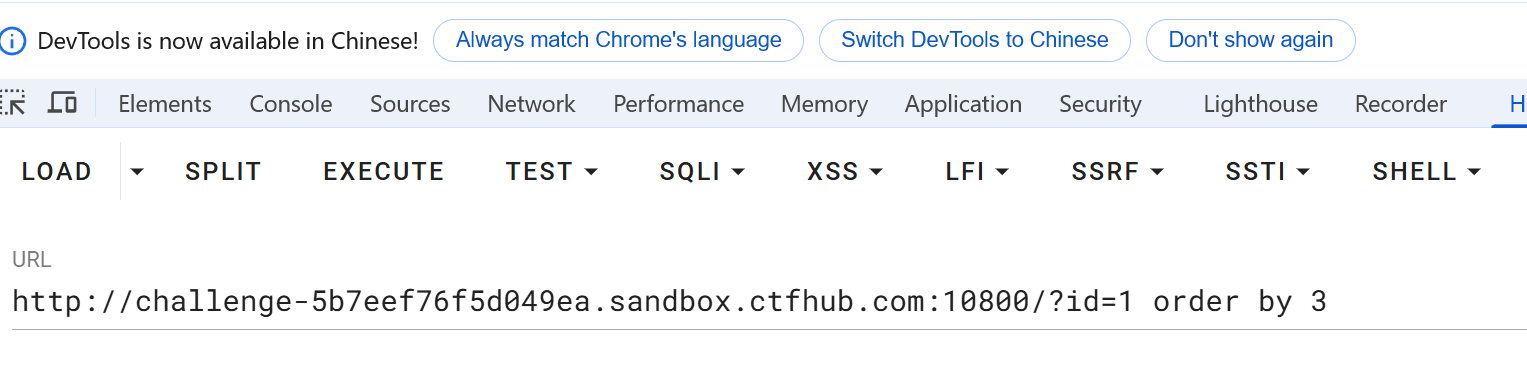 DevTools is now available in Chinese! Always match Chrome's language Switch DevTools to Chinese Don't show again
Elements Console Sources Network Performance Memory Application Security Lighthouse Recorder
LOAD SPLIT EXECUTE TEST SQLI XSS LFI SSRF SSTI SHELL
URL
http://challenge-5b7eef76f5d049ea.sandbox.ctfhub.com:10800/?id=1 order by 3